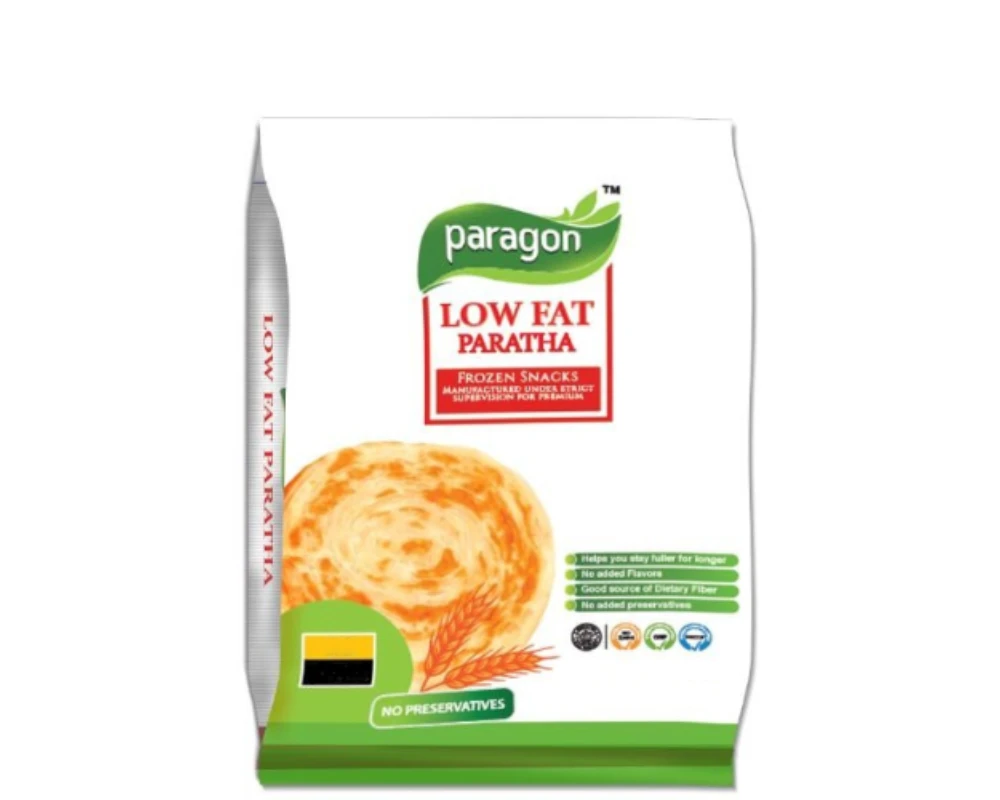 TM
paragon
LOW FAT
PARATHA
FROZEN SNACKS
MANUFACTURED UNDER STRICT
SUPERVISION FOR PREMIUM
LOW FAT PARATHA
Helps you stay fuller for longer
No added Flavors
Good source of Dietary Fiber
No added preservatives
NO PRESERVATIVES